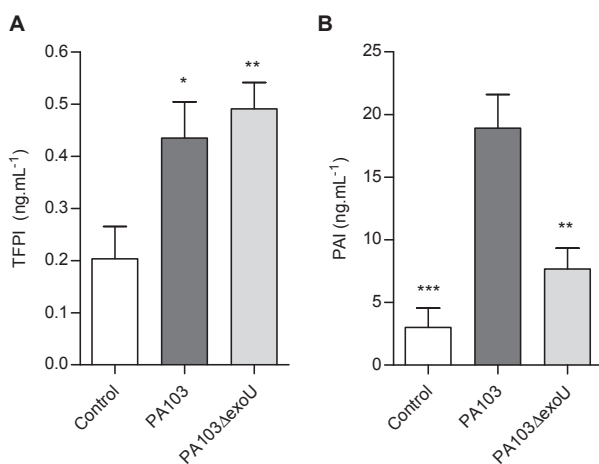 A
TFPI (ng.mL-1)
0.6
0.5
0.4
0.3
0.2
0.1
0.0
*
**
Control
PA103
PA103ΔexoU
B
PAI (ng.mL-1)
25
20
15
10
5
0
***
**
Control
PA103
PA103ΔexoU